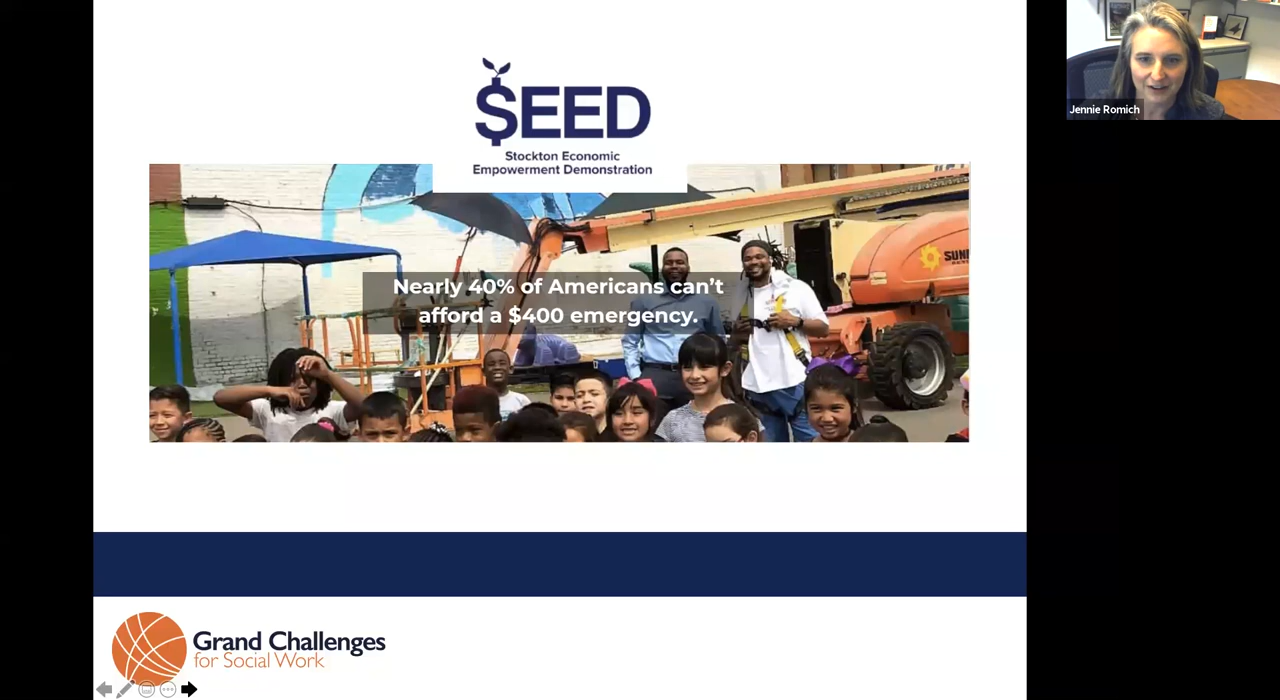 $EED
Stockton Economic
Empowerment Demonstration
Nearly 40% of Americans can't
afford a $400 emergency.
Grand Challenges
for Social Work
Jennie Romich